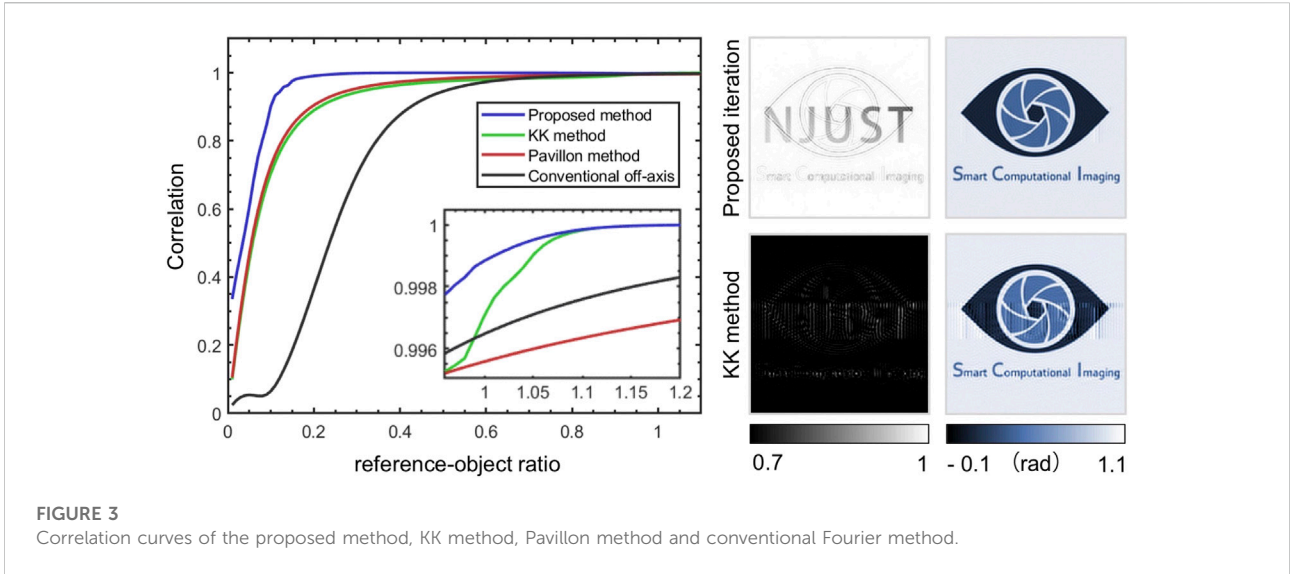 1
0.8
0.6
0.4
0.2
0
Correlation
0 0.2 0.4 0.6 0.8 1
reference-object ratio
Proposed method
KK method
Pavillon method
Conventional off-axis
1
0.998
0.996
1 1.05 1.1 1.15 1.2
Proposed iteration
NJUST
Smart Computational Imaging
Smart Computational Imaging
KK method
NJUST
Smart Computational Imaging
0.7 1
- 0.1 (rad) 1.1
FIGURE 3
Correlation curves of the proposed method, KK method, Pavillon method and conventional Fourier method.